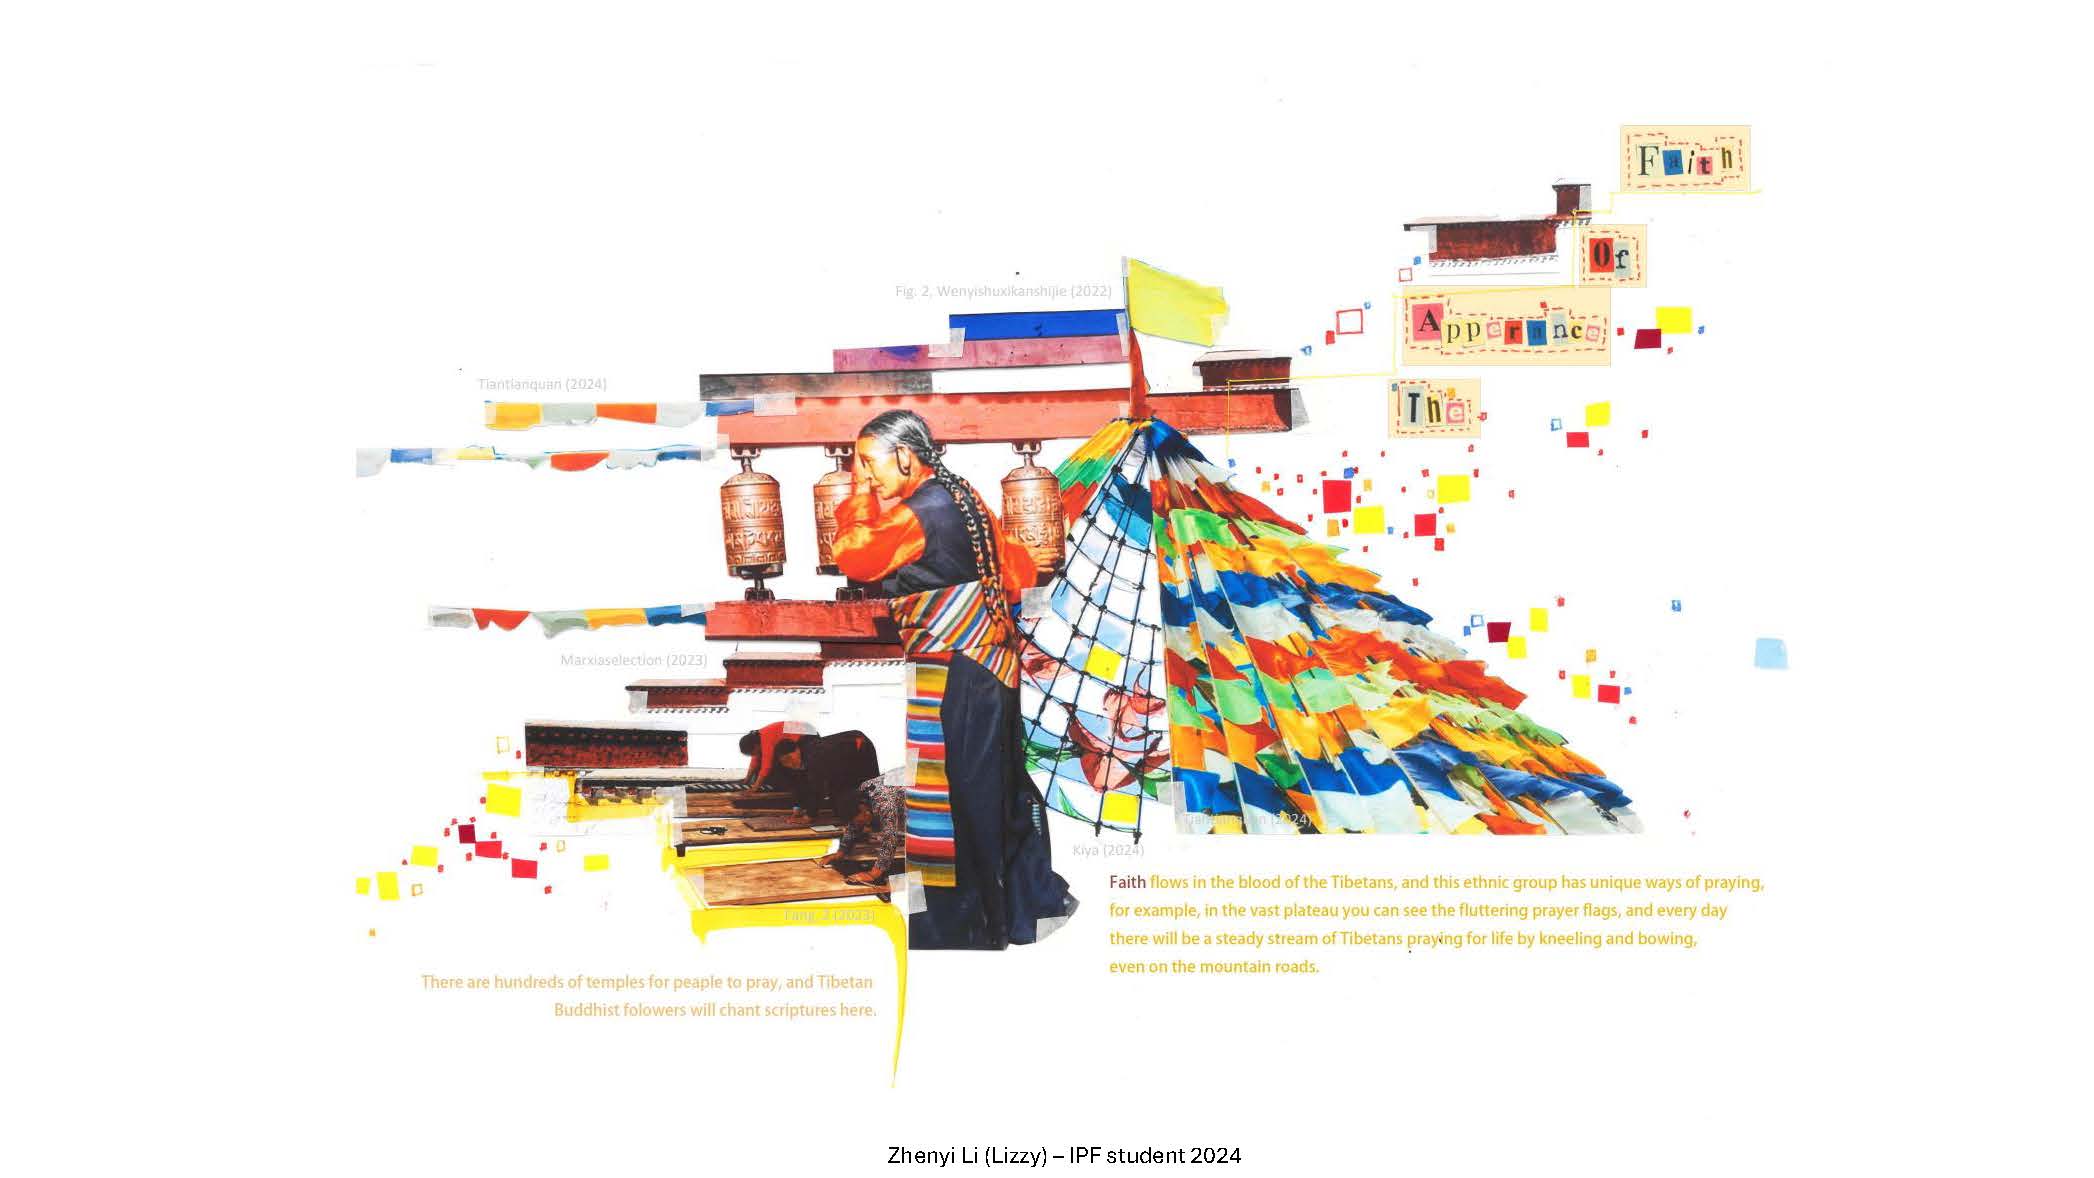 Faith
Of
Apperance
The
Fig. 2, Wenyishuxikanshijie (2022)
Tiantianquan (2024)
Marxiaselection (2023)
Tiantianquan (2024)
Kiya (2024)
Fang, Z (2023)
Faith flows in the blood of the Tibetans, and this ethnic group has unique ways of praying,
for example, in the vast plateau you can see the fluttering prayer flags, and every day
there will be a steady stream of Tibetans praying for life by kneeling and bowing,
even on the mountain roads.
There are hundreds of temples for peaple to pray, and Tibetan
Buddhist folowers will chant scriptures here.
Zhenyi Li (Lizzy) – IPF student 2024